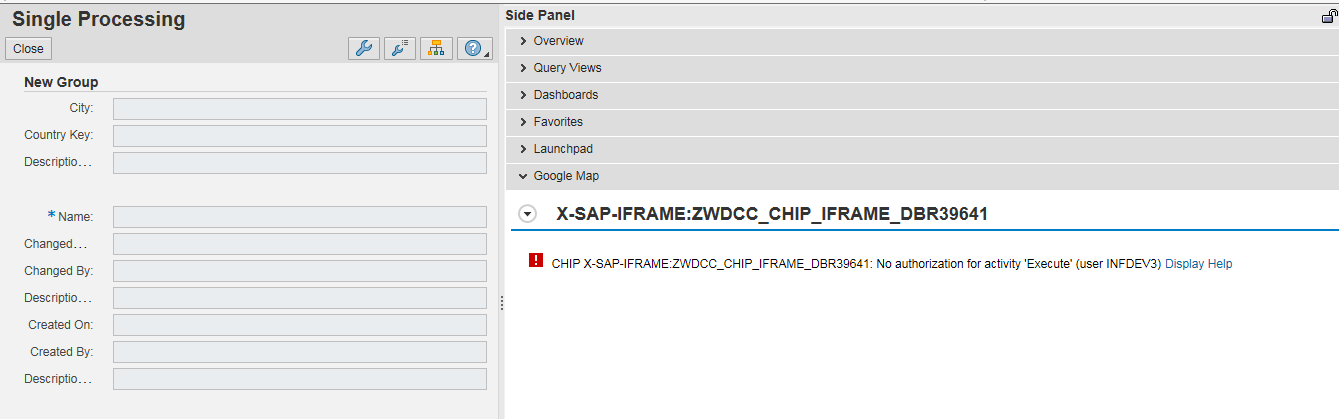 Single Processing
Close
New Group
City:
Country Key:
Descriptio...
* Name:
Changed...
Changed By:
Descriptio...
Created On:
Created By:
Descriptio...
Side Panel
Overview
Query Views
Dashboards
Favorites
Launchpad
Google Map
X-SAP-IFRAME:ZWDCC_CHIP_IFRAME_DBR39641
CHIP X-SAP-IFRAME:ZWDCC_CHIP_IFRAME_DBR39641: No authorization for activity 'Execute' (user INFDEV3) Display Help